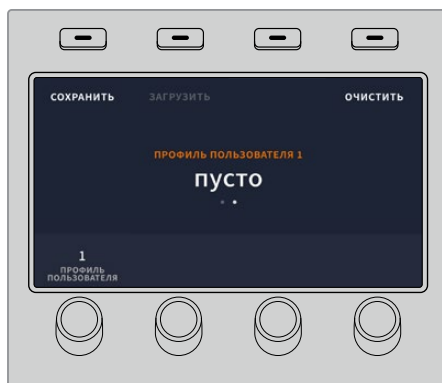 СОХРАНИТЬ ЗАГРУЗИТЬ ОЧИСТИТЬ
ПРОФИЛЬ ПОЛЬЗОВАТЕЛЯ 1
пусто
1
ПРОФИЛЬ
ПОЛЬЗОВАТЕЛЯ